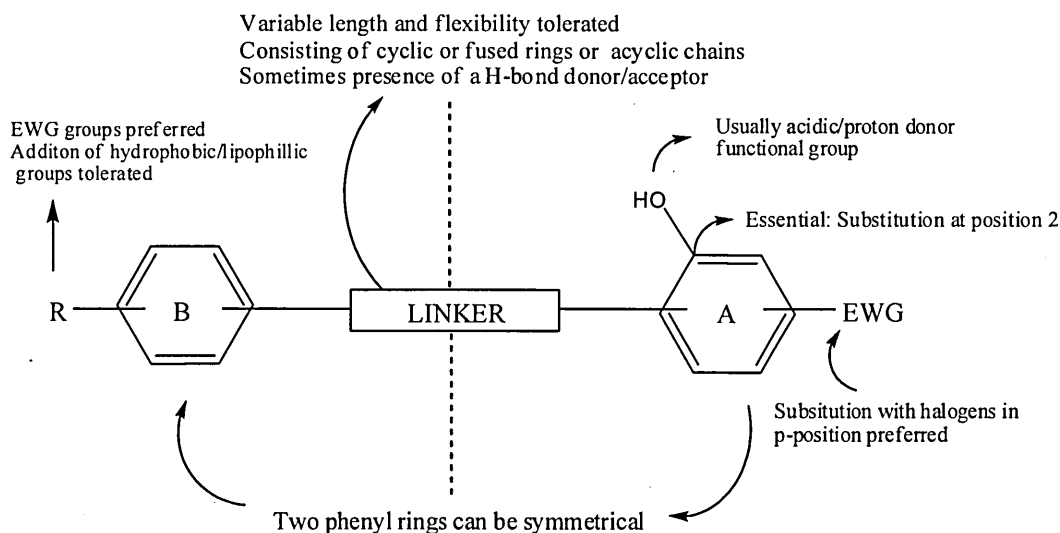 Variable length and flexibility tolerated
Consisting of cyclic or fused rings or acyclic chains
Sometimes presence of a H-bond donor/acceptor
EWG groups preferred
Additon of hydrophobic/lipophillic
groups tolerated
Usually acidic/proton donor
functional group
HO
Essential: Substitution at position 2
R
B
LINKER
A
EWG
Subsitution with halogens in
p-position preferred
Two phenyl rings can be symmetrical